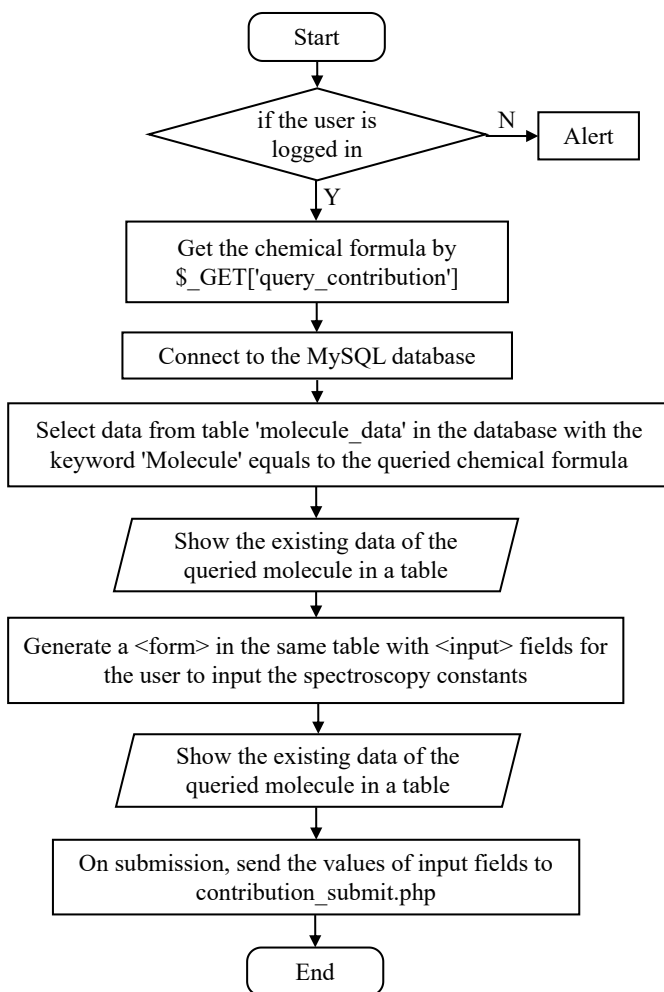 Start
if the user is
logged in
N
Alert
Y
Get the chemical formula by
$_GET['query_contribution']
Connect to the MySQL database
Select data from table 'molecule_data' in the database with the
keyword 'Molecule' equals to the queried chemical formula
Show the existing data of the
queried molecule in a table
Generate a <form> in the same table with <input> fields for
the user to input the spectroscopy constants
Show the existing data of the
queried molecule in a table
On submission, send the values of input fields to
contribution_submit.php
End